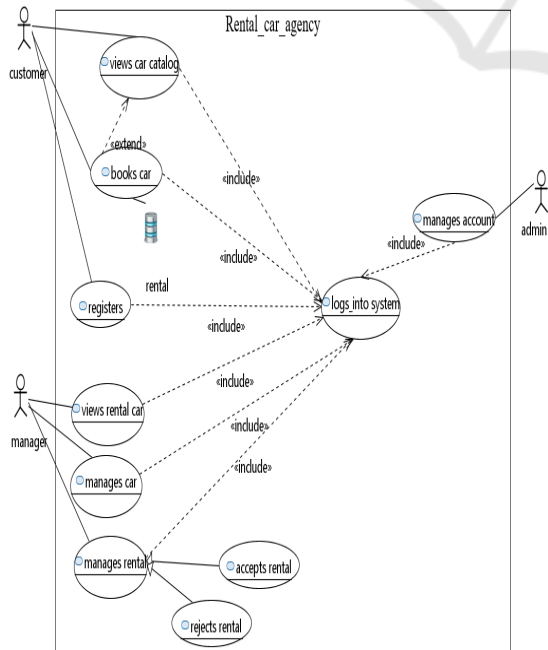 Rental_car_agency
customer
views car catalog
«extend»
books car
«include»
manages account
admin
«include»
«include»
rental
registers
logs_into system
«include»
manager
views rental car
«include»
«include»
manages car
«include»
manages rental
accepts rental
rejects rental